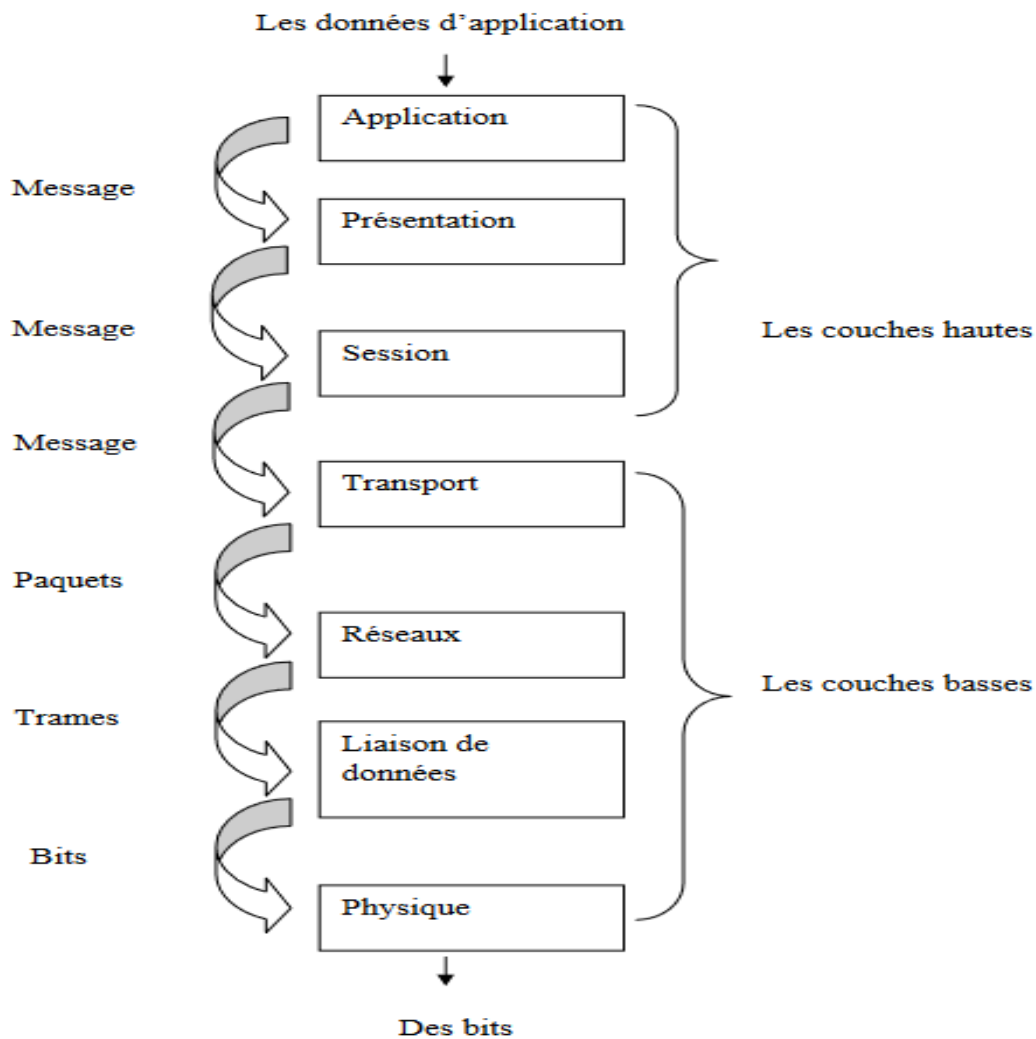 Les données d'application
Application
Message
Présentation
Message
Les couches hautes
Session
Message
Transport
Paquets
Réseaux
Les couches basses
Trames
Liaison de
données
Bits
Physique
Des bits